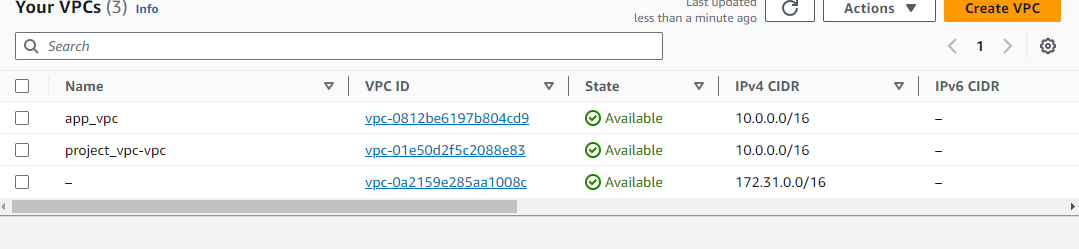 Your VPCs (3) Info
Last updated
less than a minute ago
Actions
Create VPC
Search
1
Name VPC ID State IPv4 CIDR IPv6 CIDR
app_vpc vpc-0812be6197b804cd9 Available 10.0.0.0/16 –
project_vpc-vpc vpc-01e50d2f5c2088e83 Available 10.0.0.0/16 –
– vpc-0a2159e285aa1008c Available 172.31.0.0/16 –